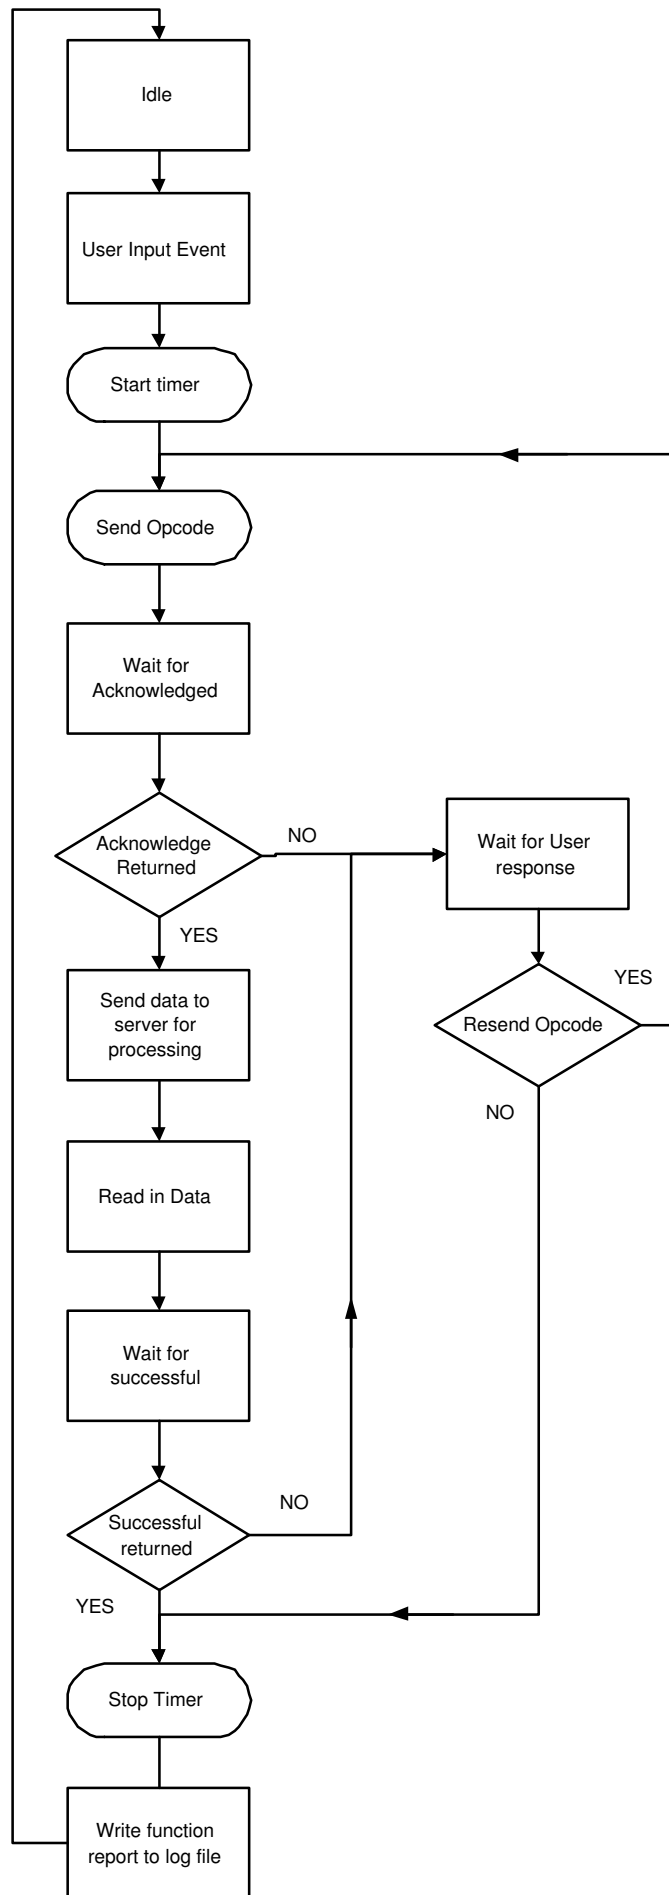 Idle
User Input Event
Start timer
Send Opcode
Wait for
Acknowledged
Acknowledge
Returned
NO
Wait for User
response
YES
Send data to
server for
processing
Resend Opcode
YES
NO
Read in Data
Wait for
successful
Successful
returned
NO
YES
Stop Timer
Write function
report to log file